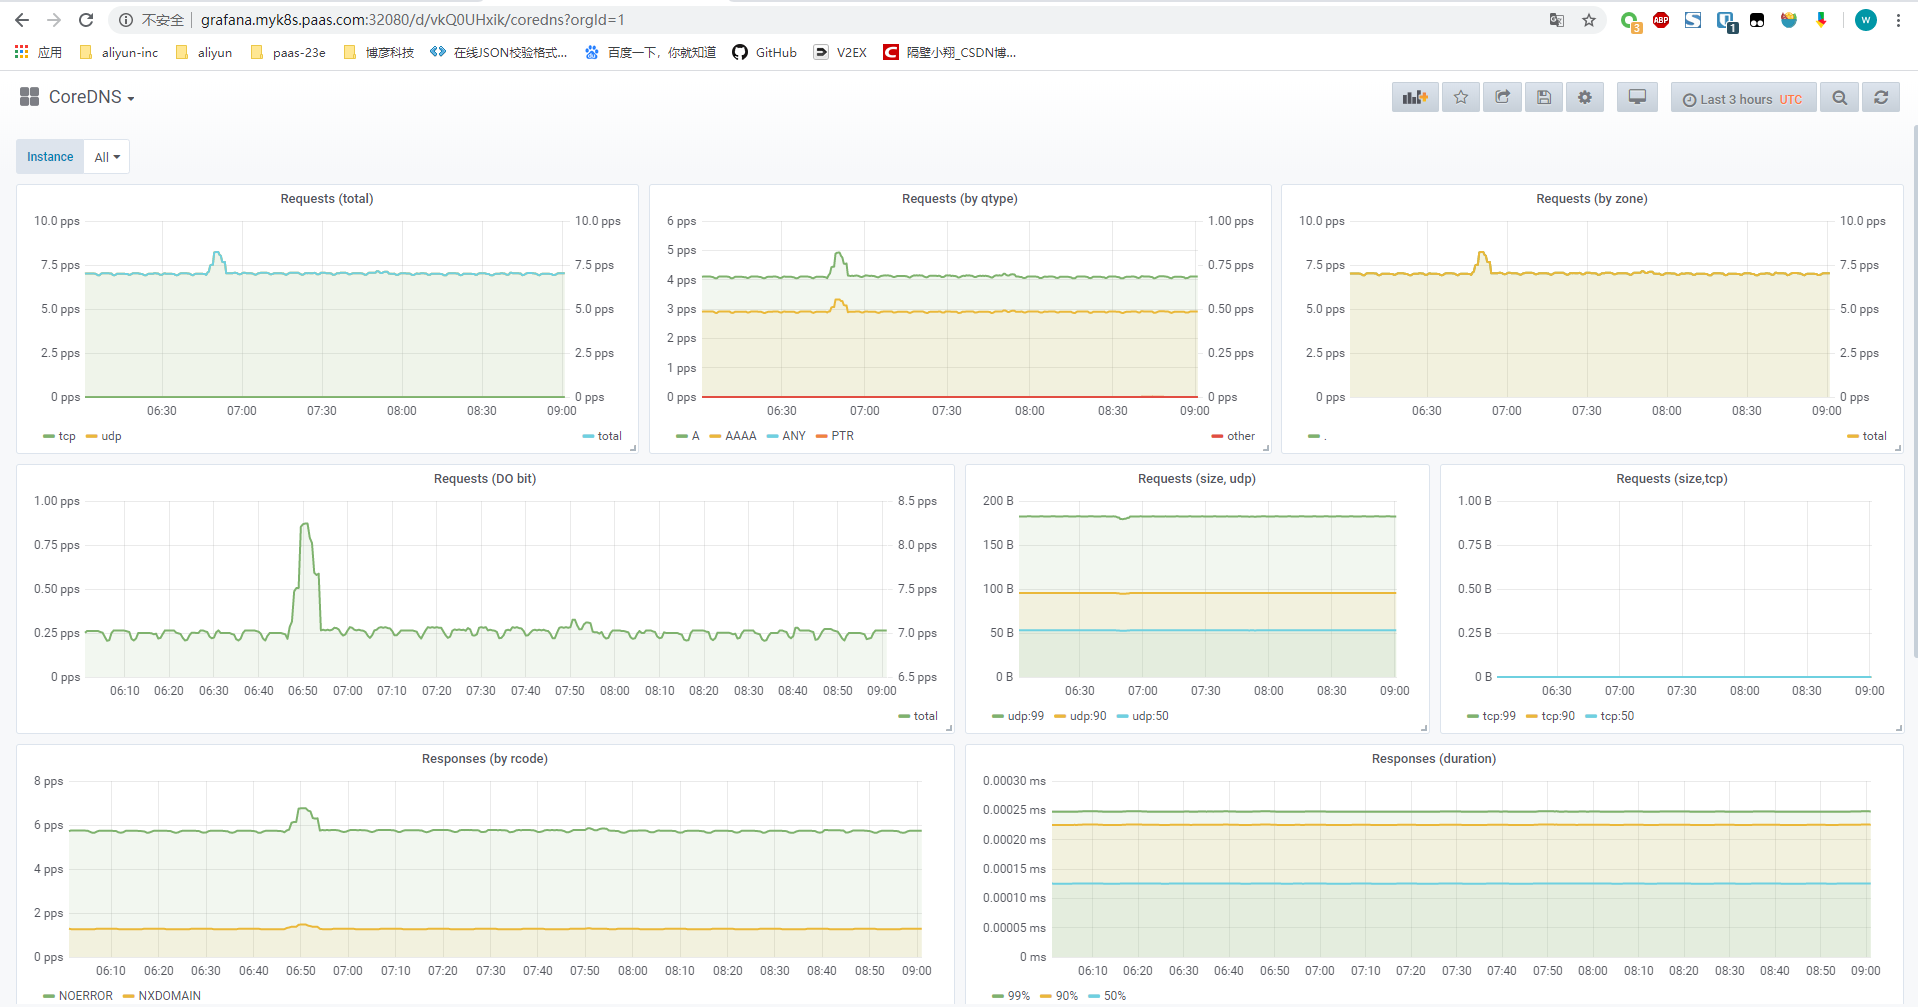 不安全 | grafana.myk8s.paas.com:32080/d/vkQ0UHxik/coredns?orgId=1
ABP 3 1 W
应用 aliyun-inc aliyun paas-23e 博彦科技 在线JSON校验格式... 百度一下，你就知道 GitHub V2EX 隔壁小翔_CSDN博...
CoreDNS
Last 3 hours UTC
Instance All
Requests (total)
10.0 pps 10.0 pps
7.5 pps 7.5 pps
5.0 pps 5.0 pps
2.5 pps 2.5 pps
0 pps 0 pps
06:30 07:00 07:30 08:00 08:30 09:00
tcp udp total
Requests (by qtype)
6 pps 1.00 pps
5 pps
0.75 pps
4 pps
3 pps 0.50 pps
2 pps
0.25 pps
1 pps
0 pps 0 pps
06:30 07:00 07:30 08:00 08:30 09:00
A AAAA ANY PTR other
Requests (by zone)
10.0 pps 10.0 pps
7.5 pps 7.5 pps
5.0 pps 5.0 pps
2.5 pps 2.5 pps
0 pps 0 pps
06:30 07:00 07:30 08:00 08:30 09:00
. total
Requests (DO bit)
1.00 pps 8.5 pps
0.75 pps 8.0 pps
0.50 pps 7.5 pps
0.25 pps 7.0 pps
0 pps 6.5 pps
06:10 06:20 06:30 06:40 06:50 07:00 07:10 07:20 07:30 07:40 07:50 08:00 08:10 08:20 08:30 08:40 08:50 09:00
total
Requests (size, udp)
200 B
150 B
100 B
50 B
0 B
06:30 07:00 07:30 08:00 08:30 09:00
udp:99 udp:90 udp:50
Requests (size,tcp)
1.00 B
0.75 B
0.50 B
0.25 B
0 B
06:30 07:00 07:30 08:00 08:30 09:00
tcp:99 tcp:90 tcp:50
Responses (by rcode)
8 pps
6 pps
4 pps
2 pps
0 pps
06:10 06:20 06:30 06:40 06:50 07:00 07:10 07:20 07:30 07:40 07:50 08:00 08:10 08:20 08:30 08:40 08:50 09:00
NOERROR NXDOMAIN
Responses (duration)
0.00030 ms
0.00025 ms
0.00020 ms
0.00015 ms
0.00010 ms
0.00005 ms
0 ms
06:10 06:20 06:30 06:40 06:50 07:00 07:10 07:20 07:30 07:40 07:50 08:00 08:10 08:20 08:30 08:40 08:50 09:00
99% 90% 50%